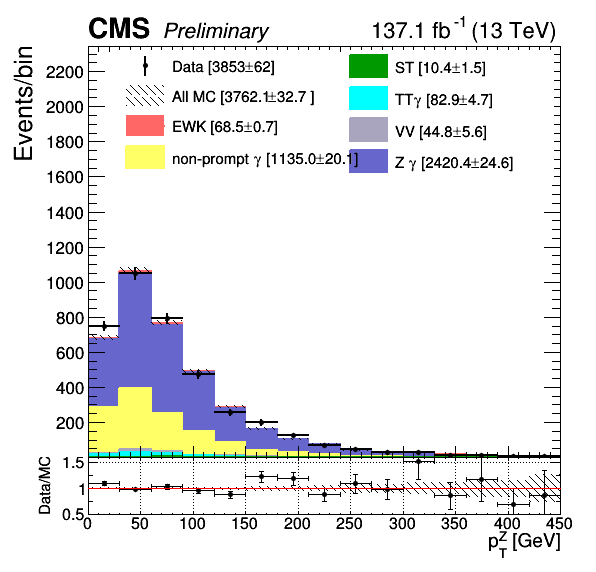 CMS Preliminary 137.1 fb⁻¹ (13 TeV)
Events/bin
Data [3853±62]
All MC [3762.1±32.7 ]
EWK [68.5±0.7]
non-prompt γ [1135.0±20.1]
ST [10.4±1.5]
TTγ [82.9±4.7]
VV [44.8±5.6]
Z γ [2420.4±24.6]
2200
2000
1800
1600
1400
1200
1000
800
600
400
200
Data/MC
1.5
1
0.5
0 50 100 150 200 250 300 350 400 450
p_T^Z [GeV]